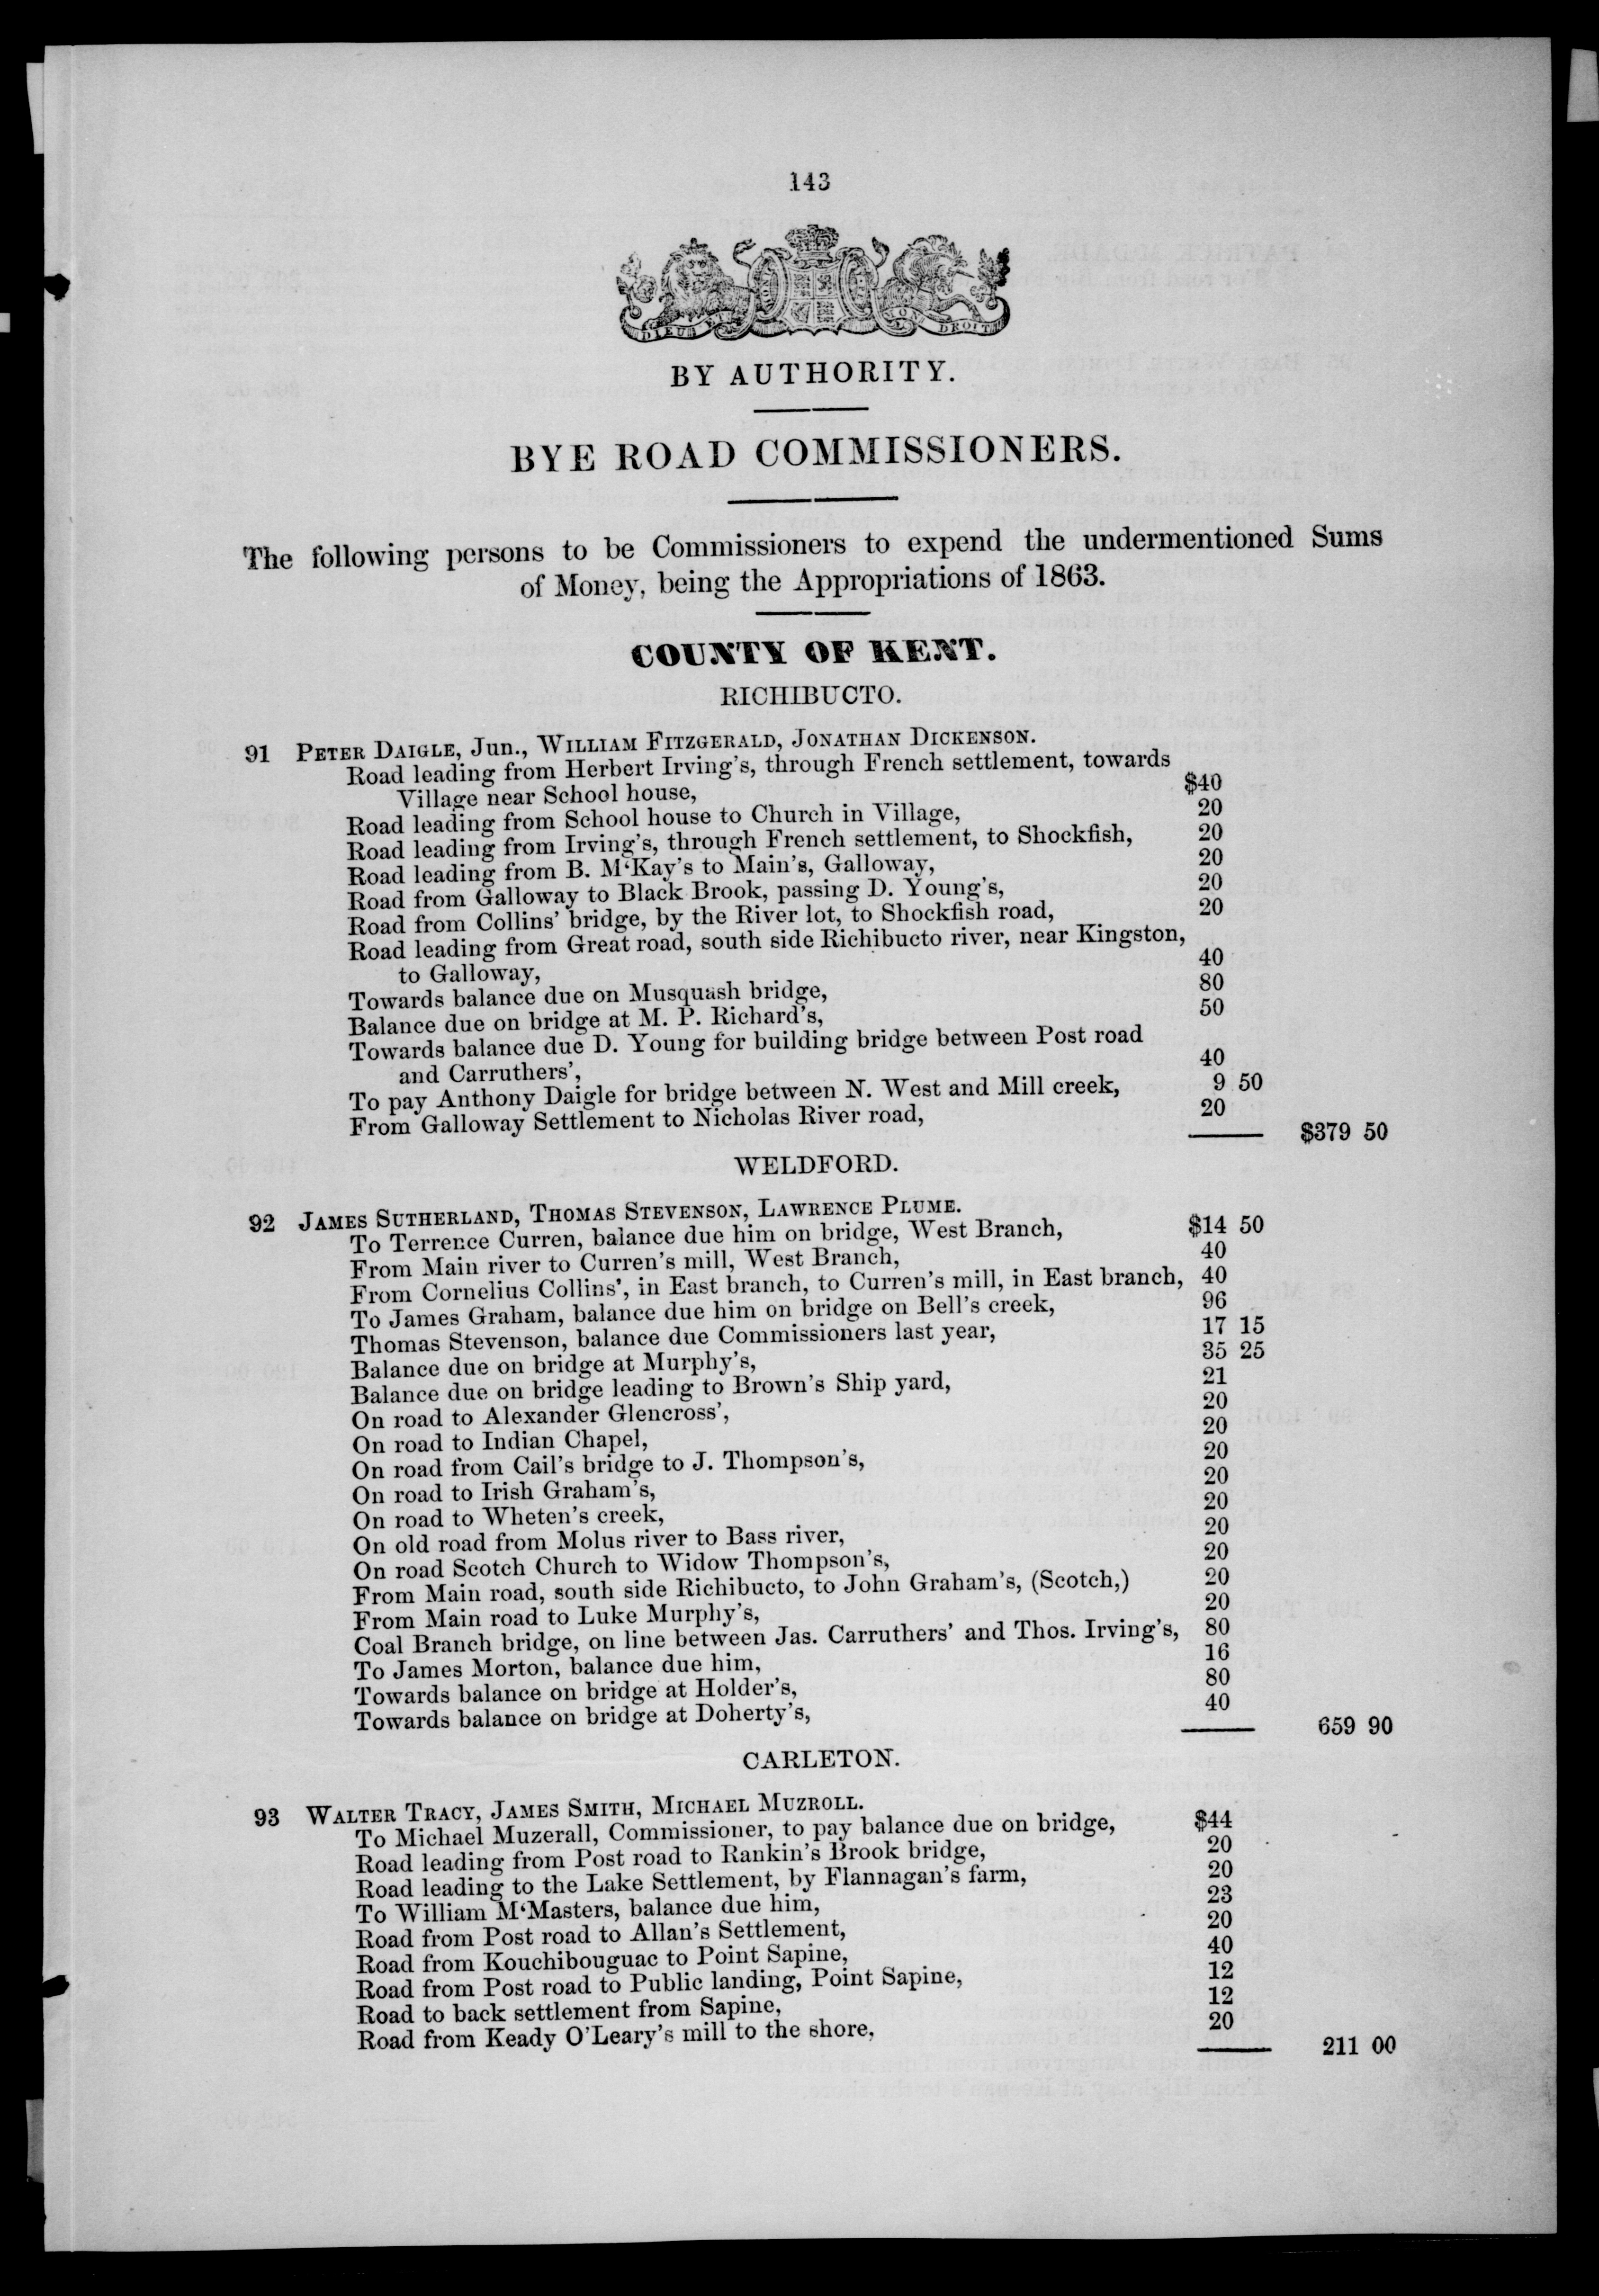 143
DIEU ET MON DROIT
BY AUTHORITY.
BYE ROAD COMMISSIONERS.
The following persons to be Commissioners to expend the undermentioned Sums
of Money, being the Appropriations of 1863.
COUNTY OF KENT.
RICHIBUCTO.
91 PETER DAIGLE, Jun., WILLIAM FITZGERALD, JONATHAN DICKENSON.
Road leading from Herbert Irving's, through French settlement, towards
Village near School house, $40
Road leading from School house to Church in Village, 20
Road leading from Irving's, through French settlement, to Shockfish, 20
Road leading from B. M‘Kay's to Main's, Galloway, 20
Road from Galloway to Black Brook, passing D. Young's, 20
Road from Collins' bridge, by the River lot, to Shockfish road, 20
Road leading from Great road, south side Richibucto river, near Kingston,
to Galloway, 40
Towards balance due on Musquash bridge, 80
Balance due on bridge at M. P. Richard's, 50
Towards balance due D. Young for building bridge between Post road
and Carruthers', 40
To pay Anthony Daigle for bridge between N. West and Mill creek, 9 50
From Galloway Settlement to Nicholas River road, 20
$379 50
WELDFORD.
92 JAMES SUTHERLAND, THOMAS STEVENSON, LAWRENCE PLUME.
To Terrence Curren, balance due him on bridge, West Branch, $14 50
From Main river to Curren's mill, West Branch, 40
From Cornelius Collins', in East branch, to Curren's mill, in East branch, 40
To James Graham, balance due him on bridge on Bell's creek, 96
Thomas Stevenson, balance due Commissioners last year, 17 15
Balance due on bridge at Murphy's, 35 25
Balance due on bridge leading to Brown's Ship yard, 21
On road to Alexander Glencross', 20
On road to Indian Chapel, 20
On road from Cail's bridge to J. Thompson's, 20
On road to Irish Graham's, 20
On road to Wheten's creek, 20
On old road from Molus river to Bass river, 20
On road Scotch Church to Widow Thompson's, 20
From Main road, south side Richibucto, to John Graham's, (Scotch,) 20
From Main road to Luke Murphy's, 20
Coal Branch bridge, on line between Jas. Carruthers' and Thos. Irving's, 80
To James Morton, balance due him, 16
Towards balance on bridge at Holder's, 80
Towards balance on bridge at Doherty's, 40
659 90
CARLETON.
93 WALTER TRACY, JAMES SMITH, MICHAEL MUZROLL.
To Michael Muzerall, Commissioner, to pay balance due on bridge, $44
Road leading from Post road to Rankin's Brook bridge, 20
Road leading to the Lake Settlement, by Flannagan's farm, 20
To William M‘Masters, balance due him, 23
Road from Post road to Allan's Settlement, 20
Road from Kouchibouguac to Point Sapine, 40
Road from Post road to Public landing, Point Sapine, 12
Road to back settlement from Sapine, 12
Road from Keady O'Leary's mill to the shore, 20
211 00